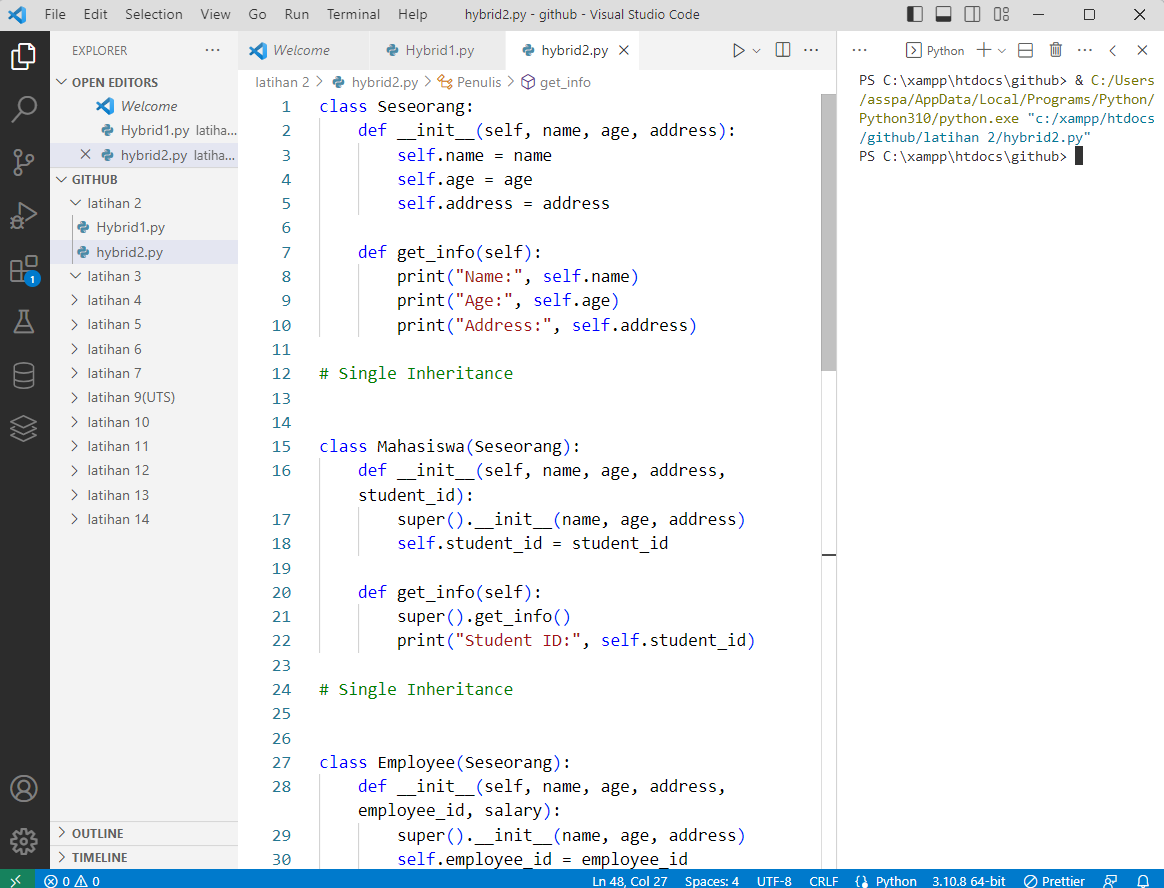 File Edit Selection View Go Run Terminal Help hybrid2.py - github - Visual Studio Code
EXPLORER
OPEN EDITORS
Welcome
Hybrid1.py latiha...
hybrid2.py latiha...
GITHUB
latihan 2
Hybrid1.py
hybrid2.py
latihan 3
latihan 4
latihan 5
latihan 6
latihan 7
latihan 9(UTS)
latihan 10
latihan 11
latihan 12
latihan 13
latihan 14
OUTLINE
TIMELINE
1
Welcome Hybrid1.py hybrid2.py
latihan 2 > hybrid2.py > Penulis > get_info
1 class Seseorang:
2 def __init__(self, name, age, address):
3 self.name = name
4 self.age = age
5 self.address = address
6
7 def get_info(self):
8 print("Name:", self.name)
9 print("Age:", self.age)
10 print("Address:", self.address)
11
12 # Single Inheritance
13
14
15 class Mahasiswa(Seseorang):
16 def __init__(self, name, age, address,
student_id):
17 super().__init__(name, age, address)
18 self.student_id = student_id
19
20 def get_info(self):
21 super().get_info()
22 print("Student ID:", self.student_id)
23
24 # Single Inheritance
25
26
27 class Employee(Seseorang):
28 def __init__(self, name, age, address,
employee_id, salary):
29 super().__init__(name, age, address)
30 self.employee_id = employee_id
Python
PS C:\xampp\htdocs\github> & C:/Users
/asspa/AppData/Local/Programs/Python/
Python310/python.exe "c:/xampp/htdocs
/github/latihan 2/hybrid2.py"
PS C:\xampp\htdocs\github>
0 0 Ln 48, Col 27 Spaces: 4 UTF-8 CRLF {} Python 3.10.8 64-bit Prettier